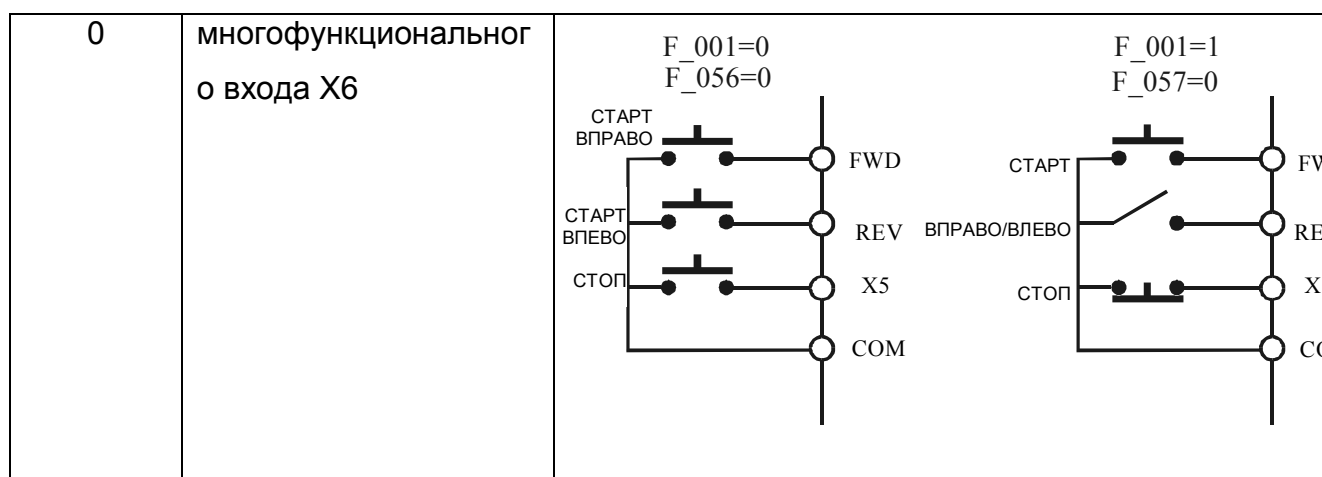 0
многофункциональног
о входа X6
F_001=0
F_056=0
СТАРТ
ВПРАВО
FWD
СТАРТ
ВПЕВО
REV
СТОП
X5
COM
F_001=1
F_057=0
СТАРТ
ВПРАВО/ВЛЕВО
СТОП
X